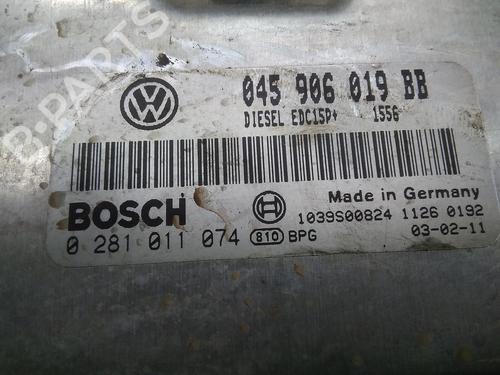 B-PARTS
045 906 019 BB
DIESEL EDC15P+ 1556
BOSCH
Made in Germany
1039S00824 1126 0192
0 281 011 074 810 BPG 03-02-11